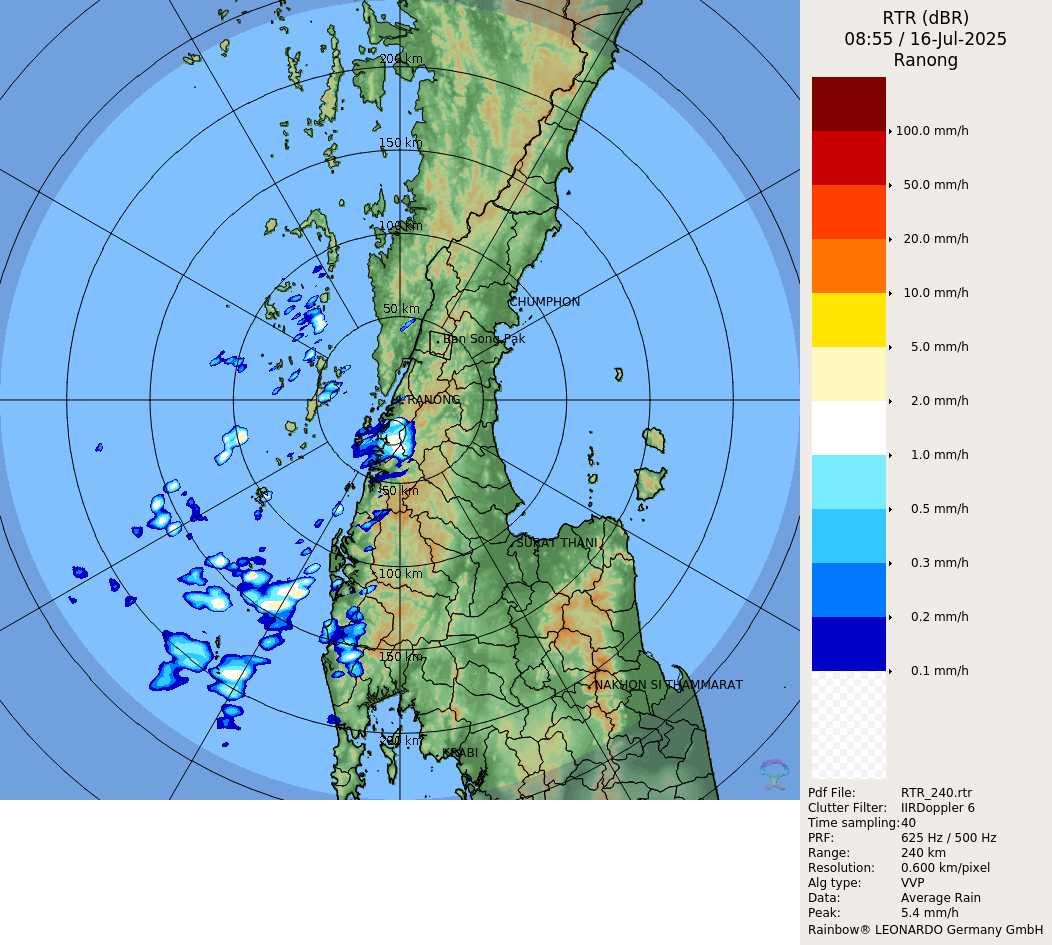 RTR (dBR)
08:55 / 16-Jul-2025
Ranong
200 km
150 km
100 km
50 km
CHUMPHON
Ban Song Pak
RANONG
50 km
SURAT THANI
100 km
150 km
NAKHON SI THAMMARAT
200 km
KRABI
100.0 mm/h
50.0 mm/h
20.0 mm/h
10.0 mm/h
5.0 mm/h
2.0 mm/h
1.0 mm/h
0.5 mm/h
0.3 mm/h
0.2 mm/h
0.1 mm/h
Pdf File: RTR_240.rtr
Clutter Filter: IIRDoppler 6
Time sampling:40
PRF: 625 Hz / 500 Hz
Range: 240 km
Resolution: 0.600 km/pixel
Alg type: VVP
Data: Average Rain
Peak: 5.4 mm/h
Rainbow® LEONARDO Germany GmbH